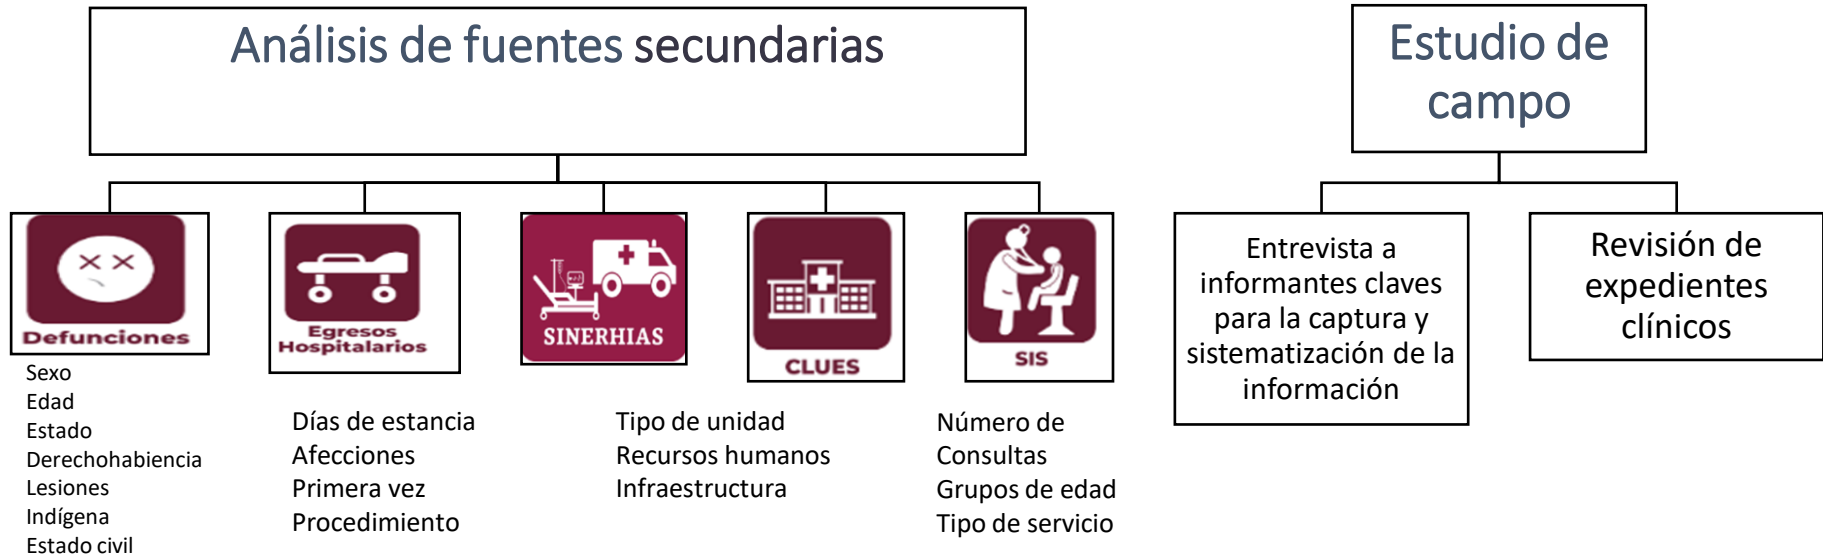 Análisis de fuentes secundarias
Defunciones
Sexo
Edad
Estado
Derechohabiencia
Lesiones
Indígena
Estado civil
Egresos
Hospitalarios
Días de estancia
Afecciones
Primera vez
Procedimiento
SINERHIAS
CLUES
Tipo de unidad
Recursos humanos
Infraestructura
SIS
Número de
Consultas
Grupos de edad
Tipo de servicio
Estudio de
campo
Entrevista a
informantes claves
para la captura y
sistematización de la
información
Revisión de
expedientes
clínicos